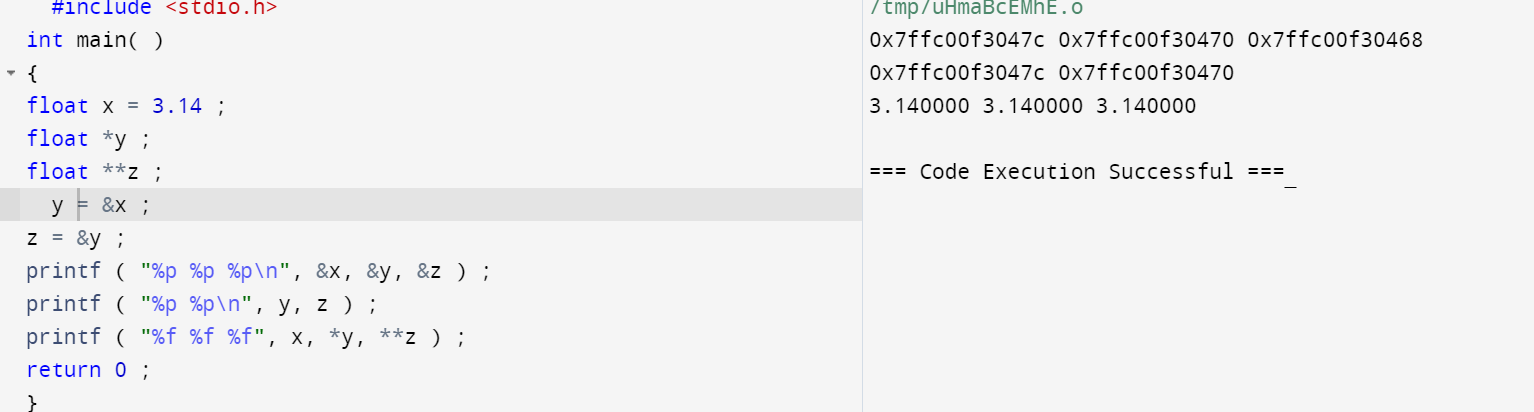 #include <stdio.h>
int main( )
{
float x = 3.14 ;
float *y ;
float **z ;
y = &x ;
z = &y ;
printf ( "%p %p %p\n", &x, &y, &z ) ;
printf ( "%p %p\n", y, z ) ;
printf ( "%f %f %f", x, *y, **z ) ;
return 0 ;
}
/tmp/uHmaBcEMhE.o
0x7ffc00f3047c 0x7ffc00f30470 0x7ffc00f30468
0x7ffc00f3047c 0x7ffc00f30470
3.140000 3.140000 3.140000
=== Code Execution Successful ===_